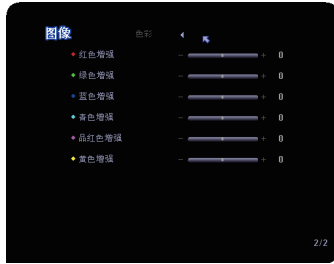 图像 色彩
红色增强 - + 0
绿色增强 - + 0
蓝色增强 - + 0
青色增强 - + 0
品红色增强 - + 0
黄色增强 - + 0
2/2